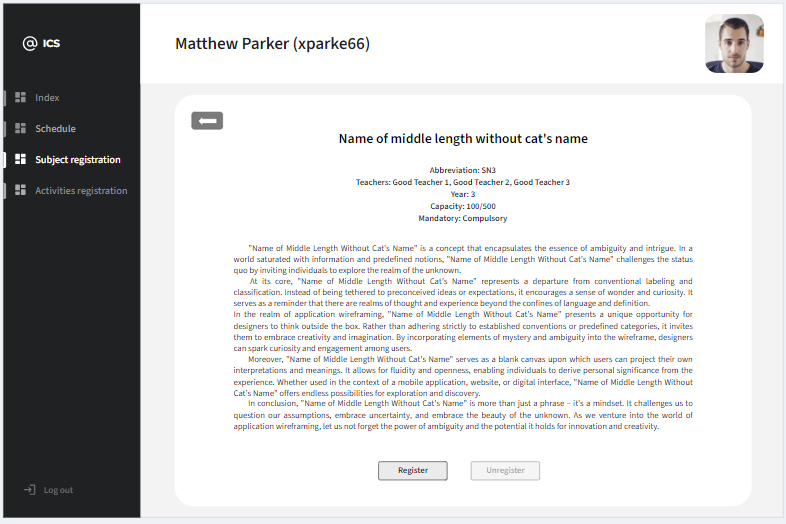 @ ICS
Matthew Parker (xparke66)
Index
Schedule
Subject registration
Activities registration
Log out
Name of middle length without cat's name
Abbreviation: SN3
Teachers: Good Teacher 1, Good Teacher 2, Good Teacher 3
Year: 3
Capacity: 100/500
Mandatory: Compulsory
"Name of Middle Length Without Cat's Name" is a concept that encapsulates the essence of ambiguity and intrigue. In a
world saturated with information and predefined notions, "Name of Middle Length Without Cat's Name" challenges the status
quo by inviting individuals to explore the realm of the unknown.
At its core, "Name of Middle Length Without Cat's Name" represents a departure from conventional labeling and
classification. Instead of being tethered to preconceived ideas or expectations, it encourages a sense of wonder and curiosity. It
serves as a reminder that there are realms of thought and experience beyond the confines of language and definition.
In the realm of application wireframing, "Name of Middle Length Without Cat's Name" presents a unique opportunity for
designers to think outside the box. Rather than adhering strictly to established conventions or predefined categories, it invites
them to embrace creativity and imagination. By incorporating elements of mystery and ambiguity into the wireframe, designers
can spark curiosity and engagement among users.
Moreover, "Name of Middle Length Without Cat's Name" serves as a blank canvas upon which users can project their own
interpretations and meanings. It allows for fluidity and openness, enabling individuals to derive personal significance from the
experience. Whether used in the context of a mobile application, website, or digital interface, "Name of Middle Length Without
Cat's Name" offers endless possibilities for exploration and discovery.
In conclusion, "Name of Middle Length Without Cat's Name" is more than just a phrase – it's a mindset. It challenges us to
question our assumptions, embrace uncertainty, and embrace the beauty of the unknown. As we venture into the world of
application wireframing, let us not forget the power of ambiguity and the potential it holds for innovation and creativity.
Register
Unregister